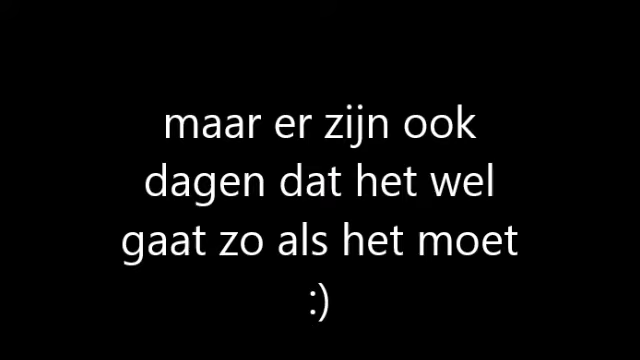 maar er zijn ook
dagen dat het wel
gaat zo als het moet
:)